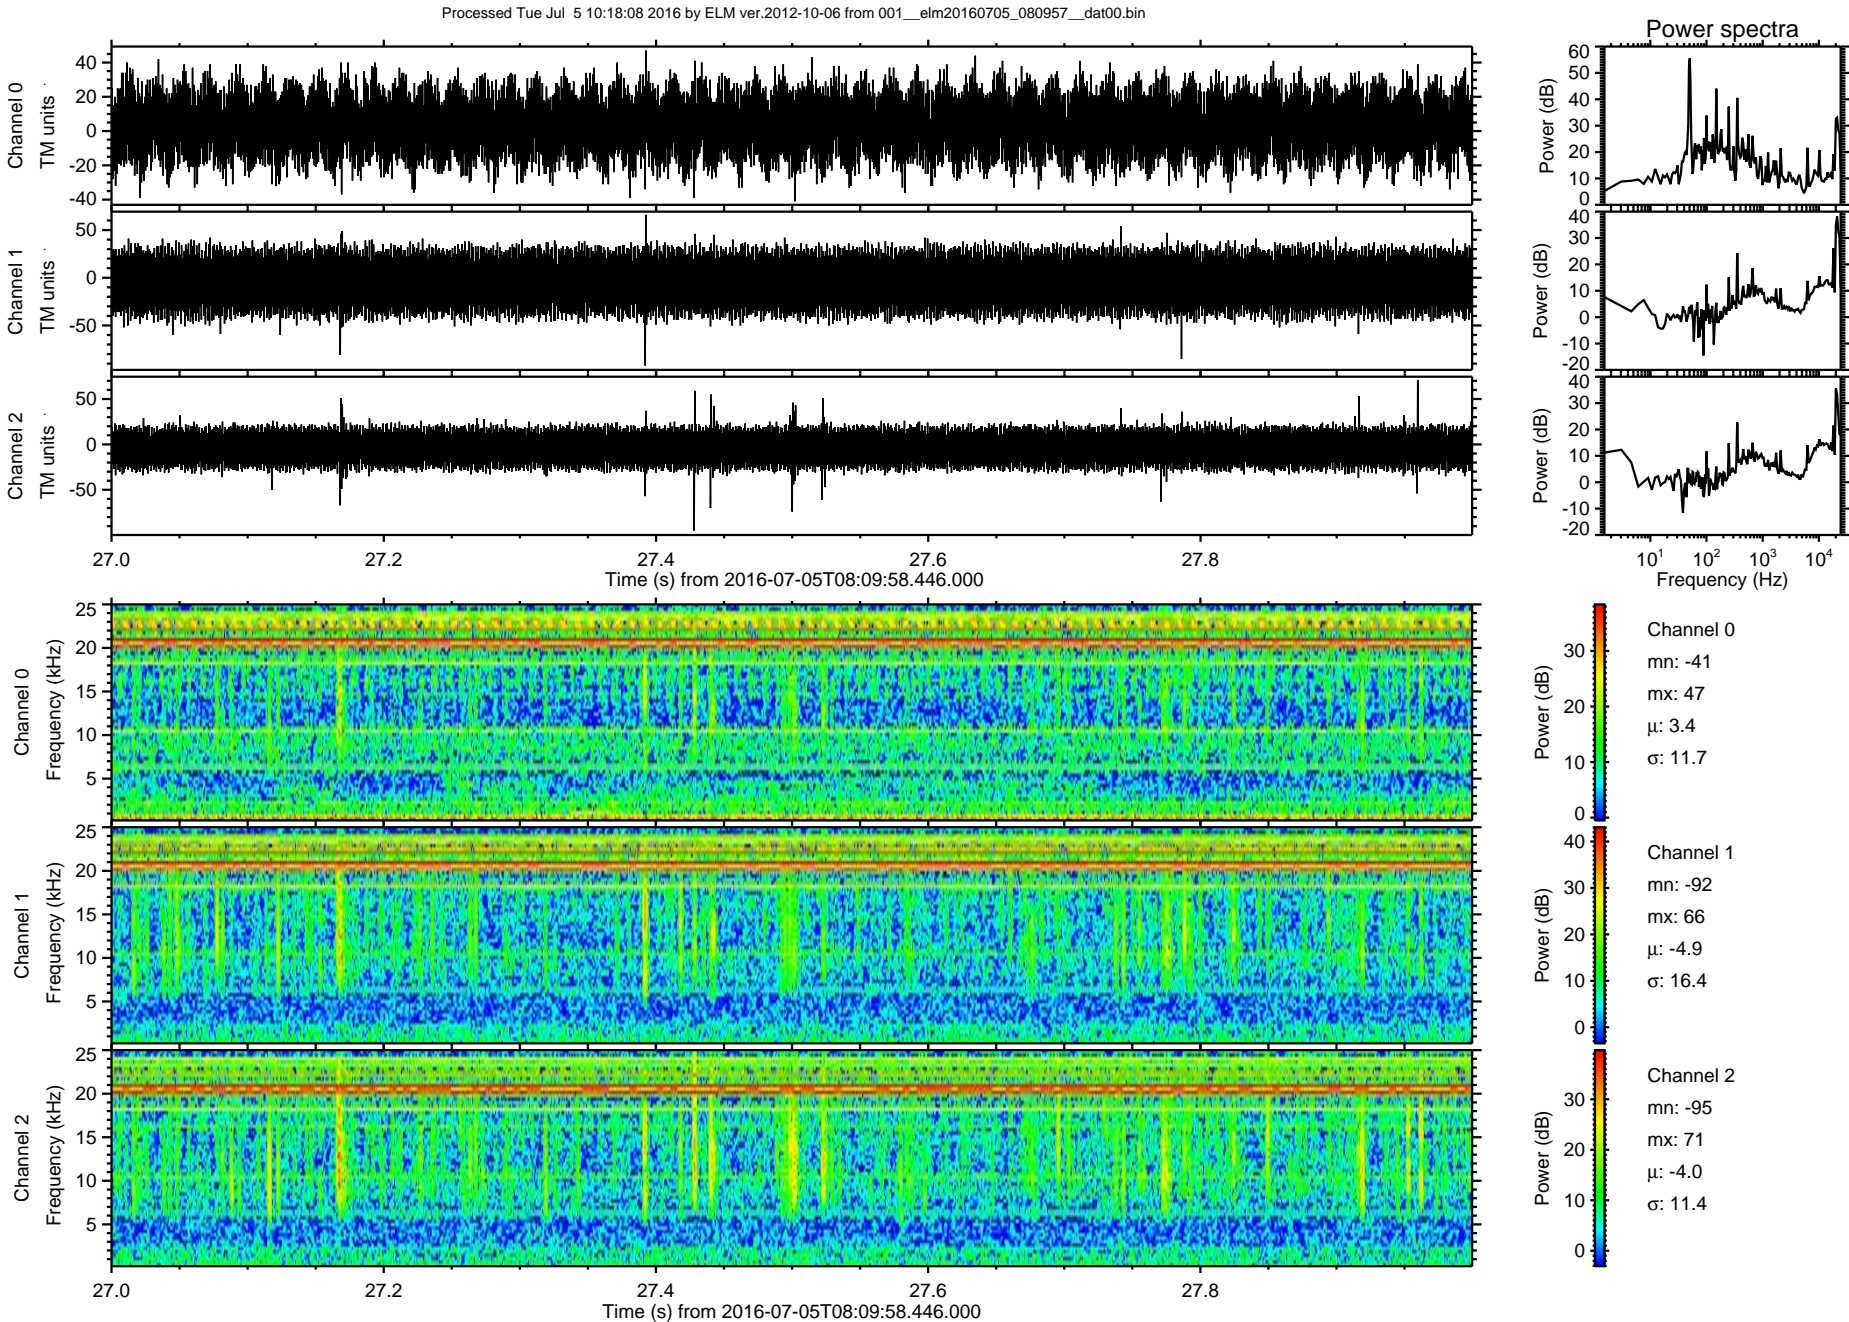 Processed Tue Jul 5 10:18:08 2016 by ELM ver.2012-10-06 from 001__elm20160705_080957__dat00.bin
Power spectra
Channel 0
TM units
40
20
0
-20
-40
Power (dB)
60
50
40
30
20
10
0
Channel 1
TM units
50
0
-50
Power (dB)
40
30
20
10
0
-10
-20
Channel 2
TM units
50
0
-50
Power (dB)
40
30
20
10
0
-10
-20
27.0 27.2 27.4 27.6 27.8
Time (s) from 2016-07-05T08:09:58.446.000
10¹ 10² 10³ 10⁴
Frequency (Hz)
Channel 0
Frequency (kHz)
25
20
15
10
5
Power (dB)
30
20
10
0
Channel 0
mn: -41
mx: 47
μ: 3.4
σ: 11.7
Channel 1
Frequency (kHz)
25
20
15
10
5
Power (dB)
40
30
20
10
0
Channel 1
mn: -92
mx: 66
μ: -4.9
σ: 16.4
Channel 2
Frequency (kHz)
25
20
15
10
5
Power (dB)
30
20
10
0
Channel 2
mn: -95
mx: 71
μ: -4.0
σ: 11.4
27.0 27.2 27.4 27.6 27.8
Time (s) from 2016-07-05T08:09:58.446.000